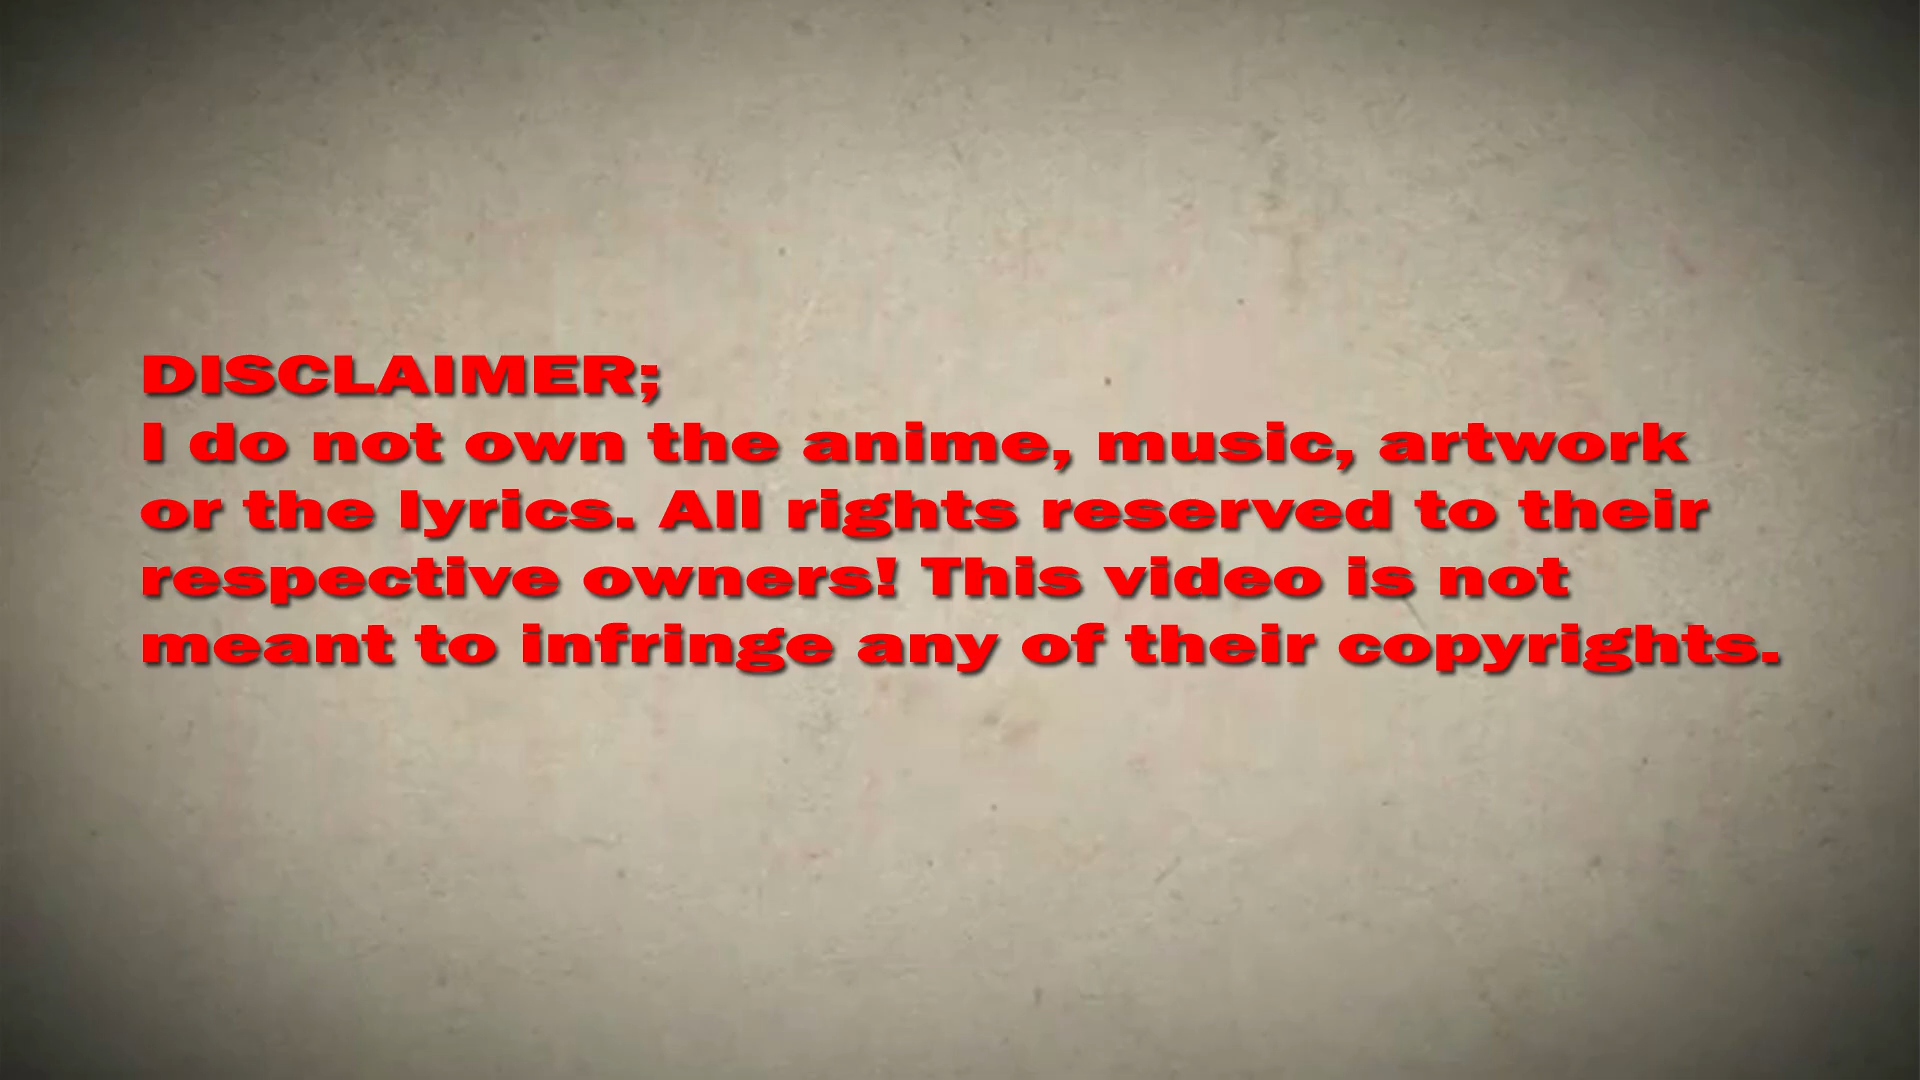 DISCLAIMER;
I do not own the anime, music, artwork
or the lyrics. All rights reserved to their
respective owners! This video is not
meant to infringe any of their copyrights.